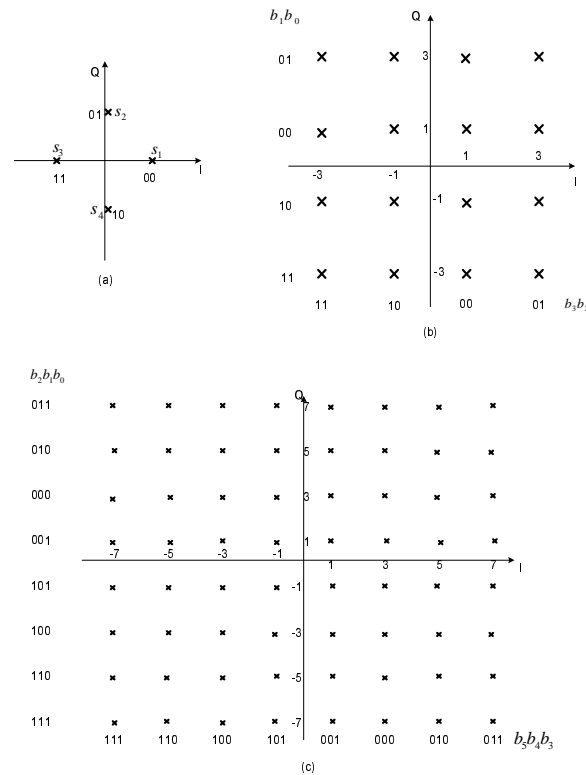 b₁b₀
Q
01 3
Q
01 s₂
00 1
s₃ s₁
1 3
11 00 I
-3 -1 I
s₄ 10
10 -1
(a)
11 -3
11 10 00 01 b₃b
(b)
b₂b₁b₀
Q
011 7
010 5
000 3
001 1
-7 -5 -3 -1
1 3 5 7 I
101 -1
100 -3
110 -5
111 -7
111 110 100 101 001 000 010 011 b₅b₄b₃
(c)